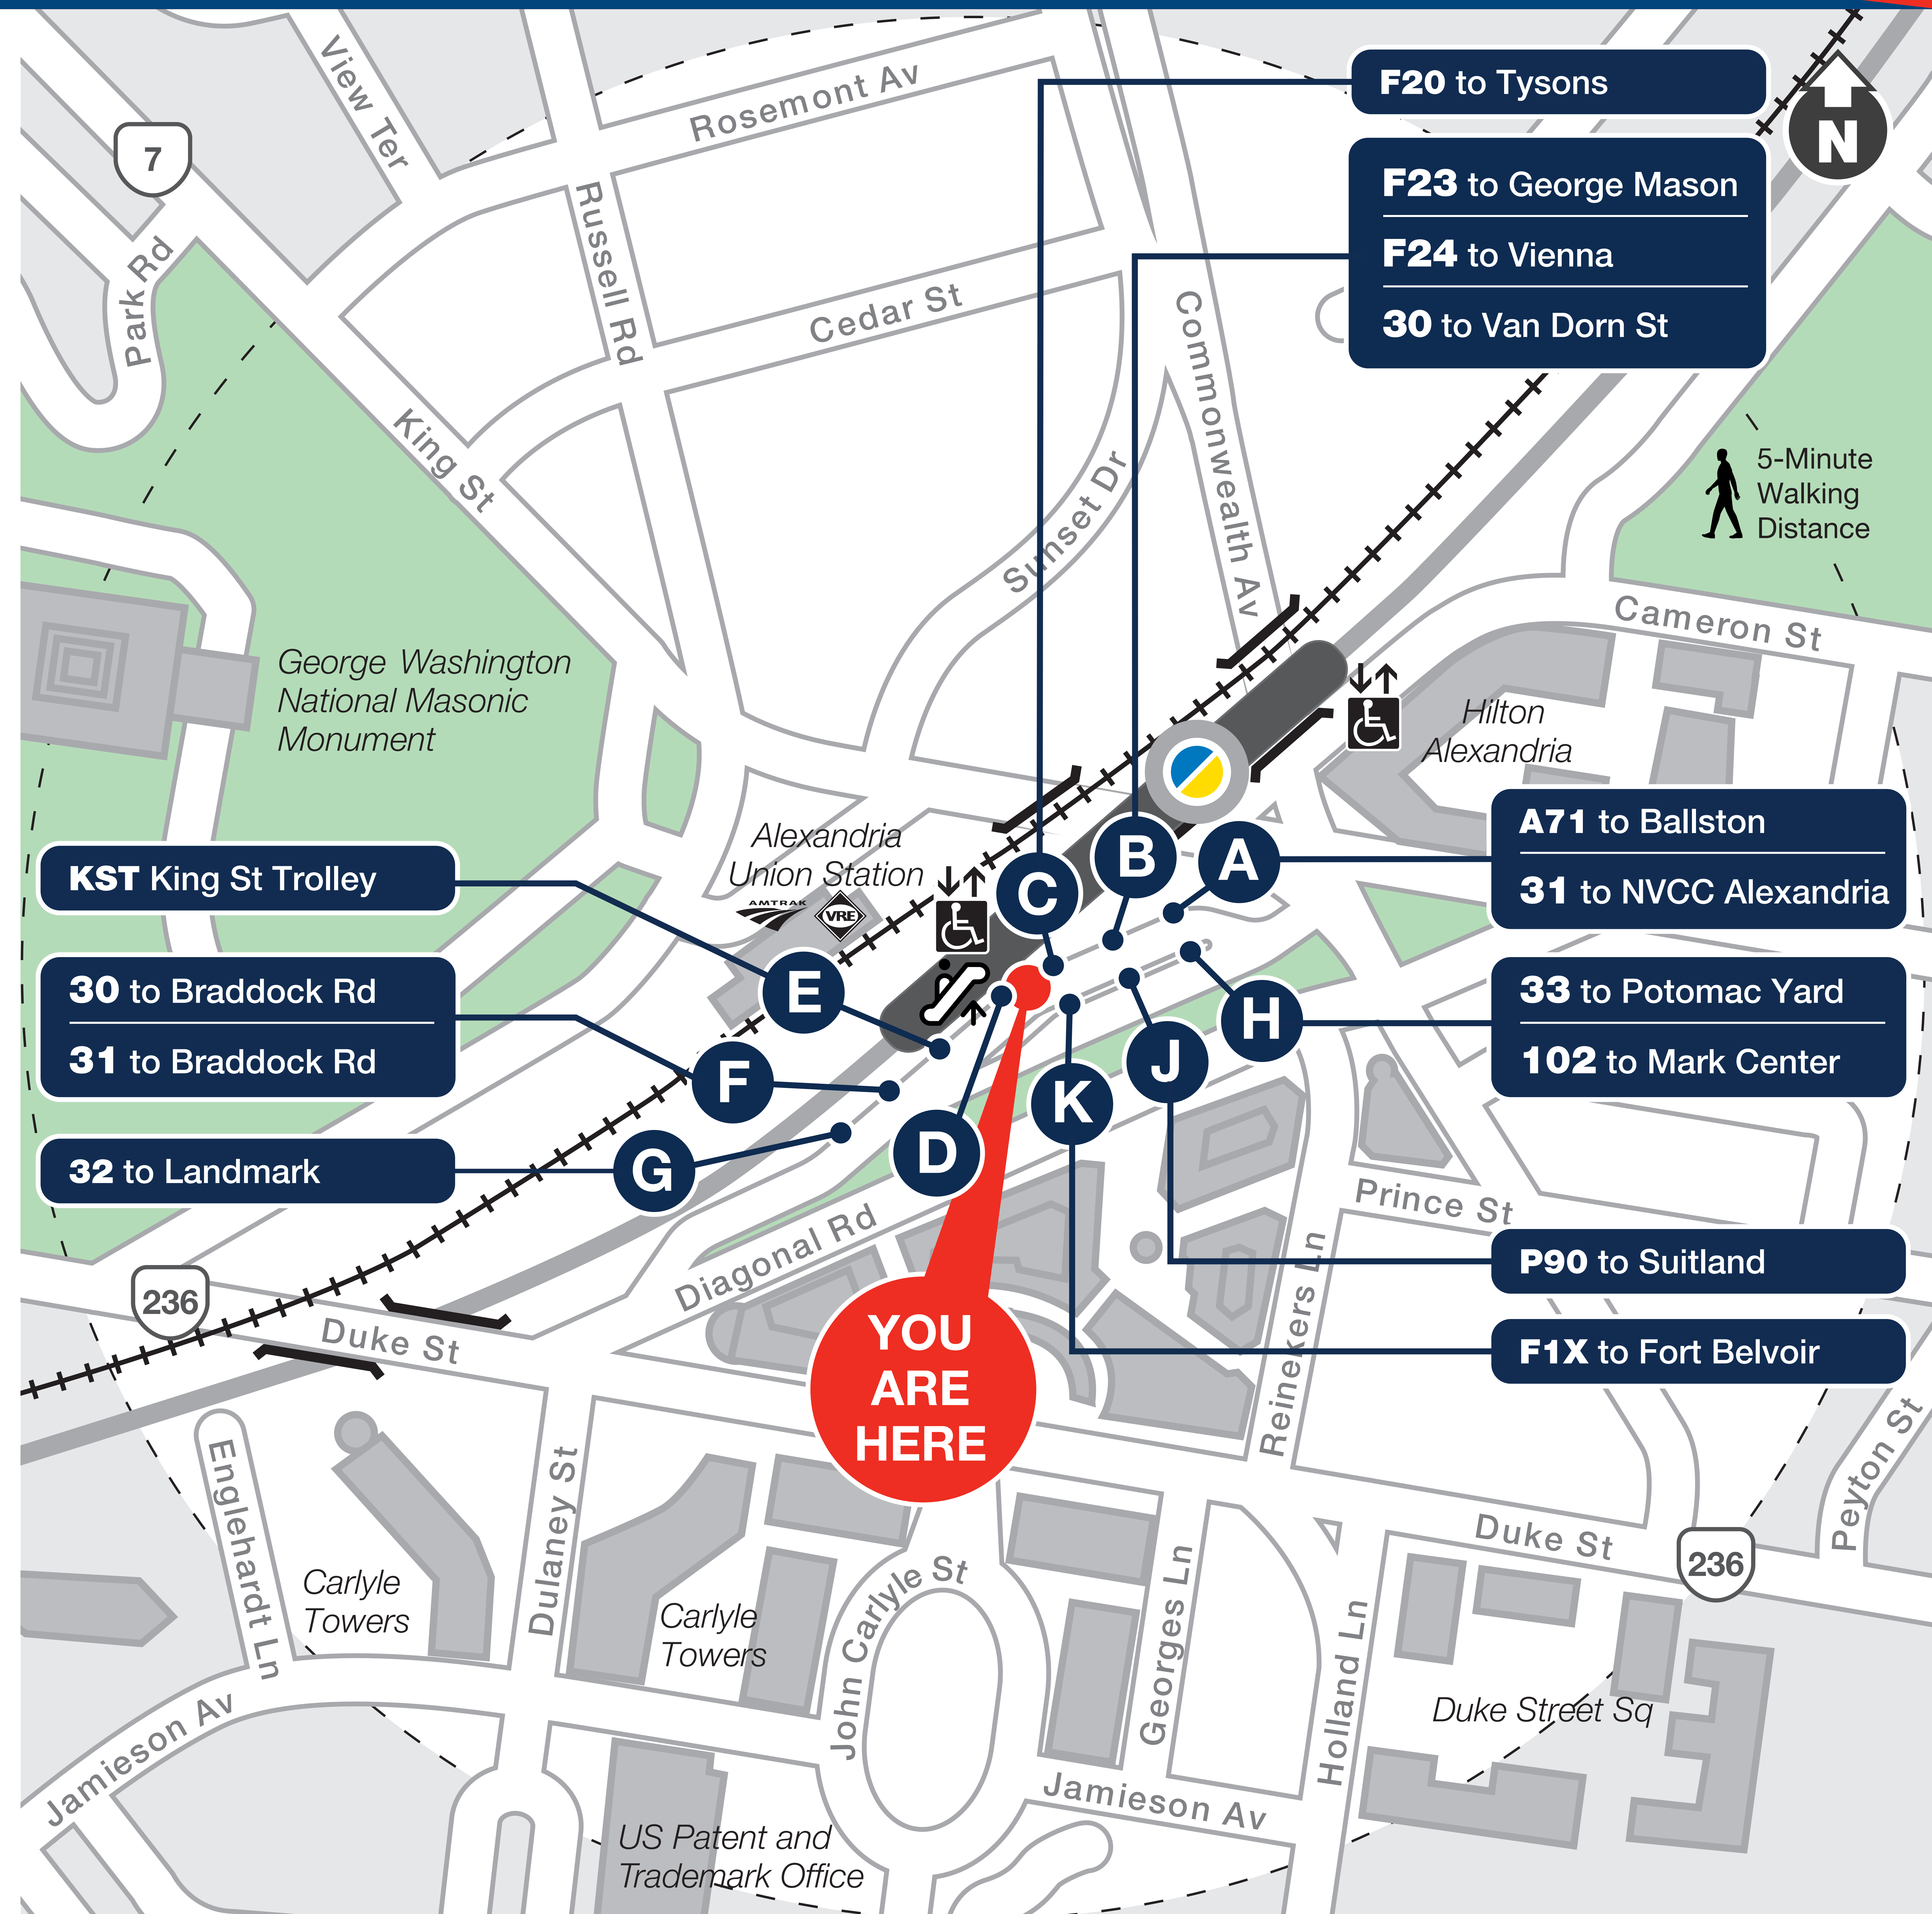 F20 to Tysons
F23 to George Mason
F24 to Vienna
30 to Van Dorn St
N
View Ter
Rosemont Av
7
Russell Rd
Park Rd
Cedar St
Commonwealth Av
King St
Sunset Dr
5-Minute
Walking
Distance
Cameron St
George Washington
National Masonic
Monument
Hilton
Alexandria
Alexandria
Union Station
AMTRAK
VRE
A71 to Ballston
31 to NVCC Alexandria
KST King St Trolley
30 to Braddock Rd
31 to Braddock Rd
33 to Potomac Yard
102 to Mark Center
32 to Landmark
A
B
C
E
H
F
J
K
D
G
Prince St
P90 to Suitland
F1X to Fort Belvoir
Diagonal Rd
Reinekers Ln
236
Duke St
YOU
ARE
HERE
Peyton St
Englehardt Ln
Dulaney St
Duke St
236
Carlyle
Towers
Carlyle
Towers
John Carlyle St
Georges Ln
Holland Ln
Duke Street Sq
Jamieson Av
Jamieson Av
US Patent and
Trademark Office